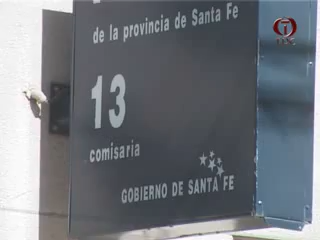 de la provincia de Santa Fe
13
comisaria
GOBIERNO DE SANTA FE